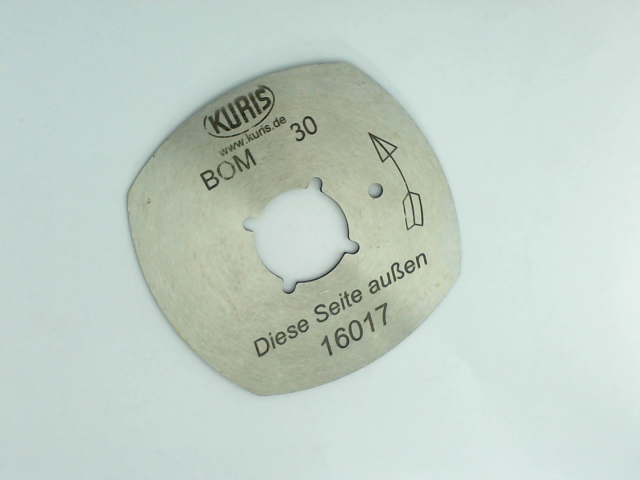 KURIS
www.kuris.de
BOM 30
Diese Seite außen
16017